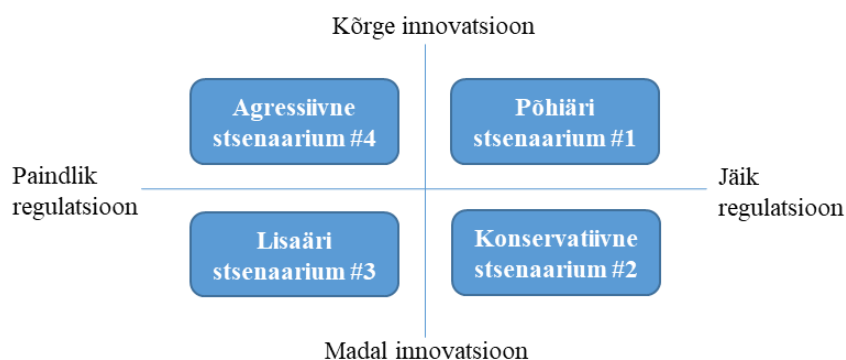 Kõrge innovatsioon
Agressiivne
stsenaarium #4
Põhiäri
stsenaarium #1
Paindlik
regulatsioon
Jäik
regulatsioon
Lisaäri
stsenaarium #3
Konservatiivne
stsenaarium #2
Madal innovatsioon